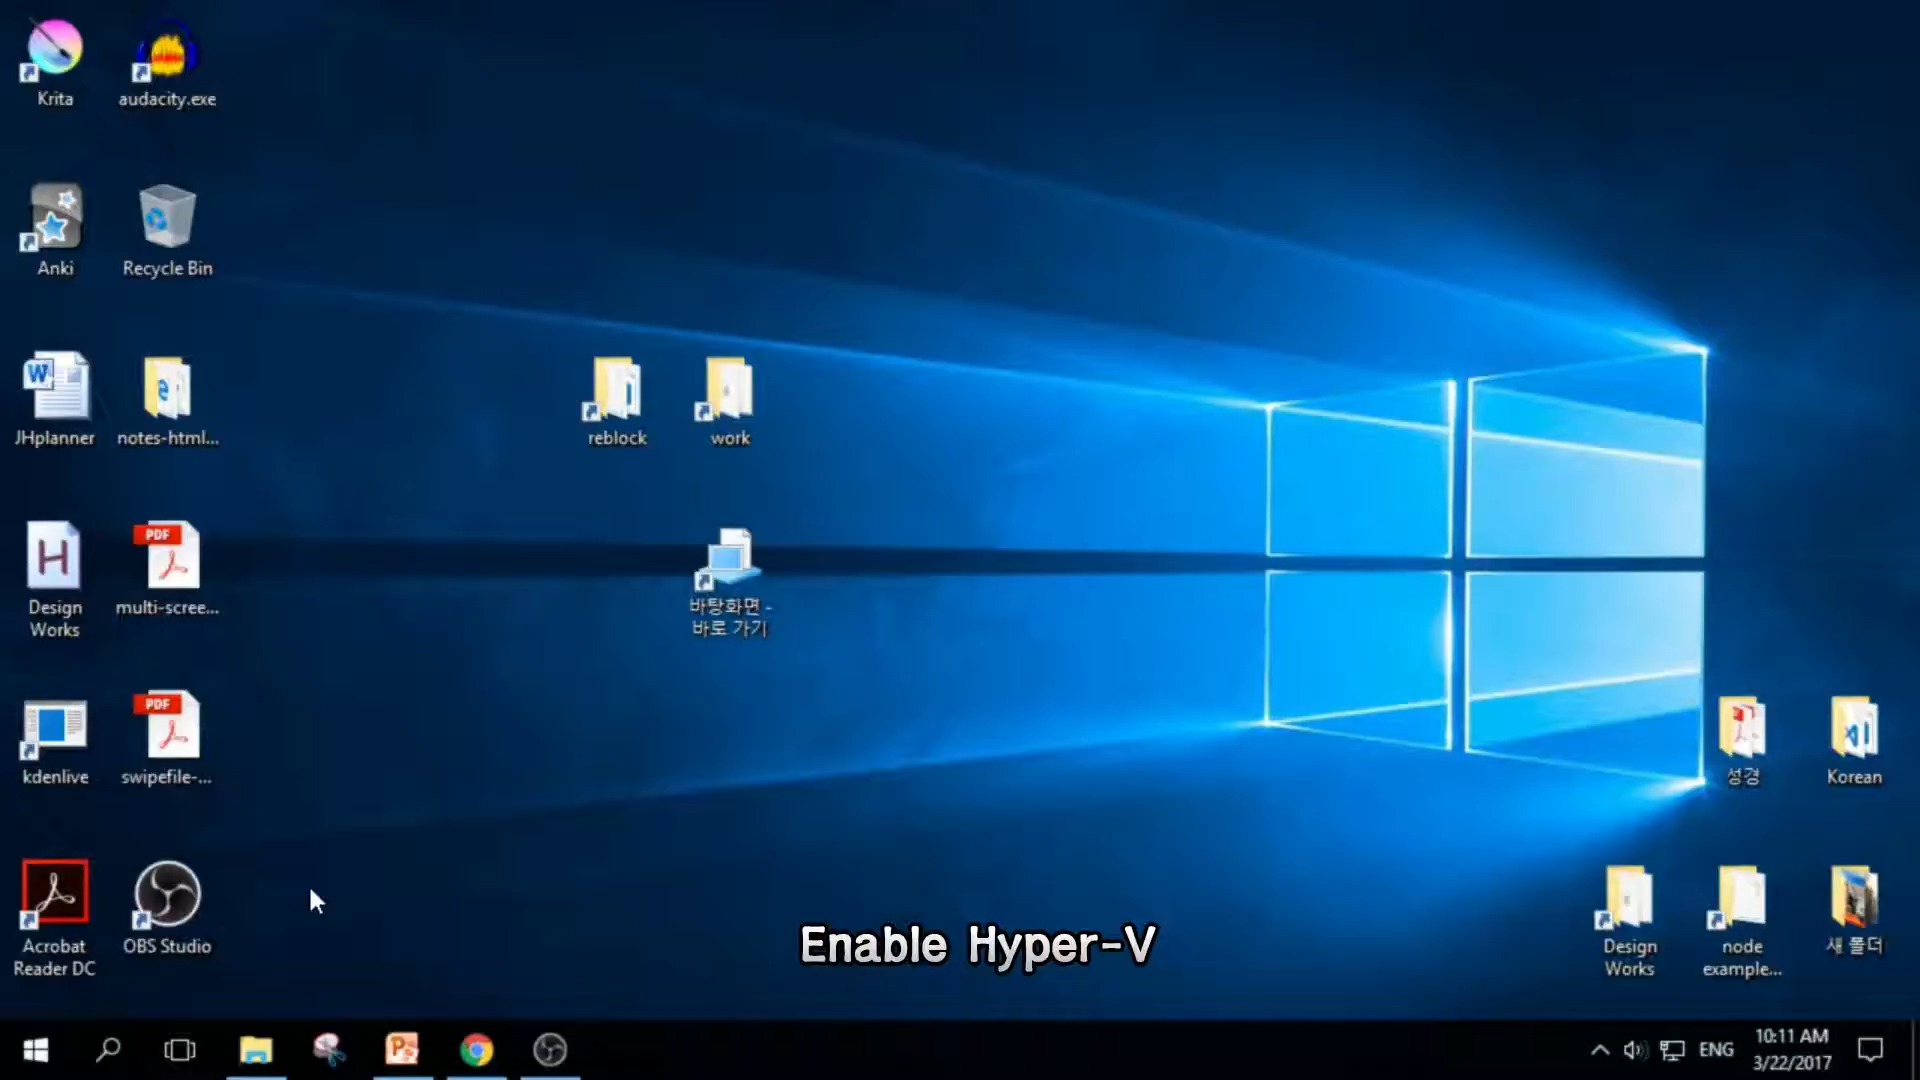 Krita
audacity.exe
Anki
Recycle Bin
JHplanner
notes-html...
reblock
work
Design
Works
PDF
multi-scree...
바탕화면 -
바로 가기
kdenlive
PDF
swipefile-...
성경
Korean
Acrobat
Reader DC
OBS Studio
Enable Hyper-V
Design
Works
node
example...
새 폴더
ENG
10:11 AM
3/22/2017